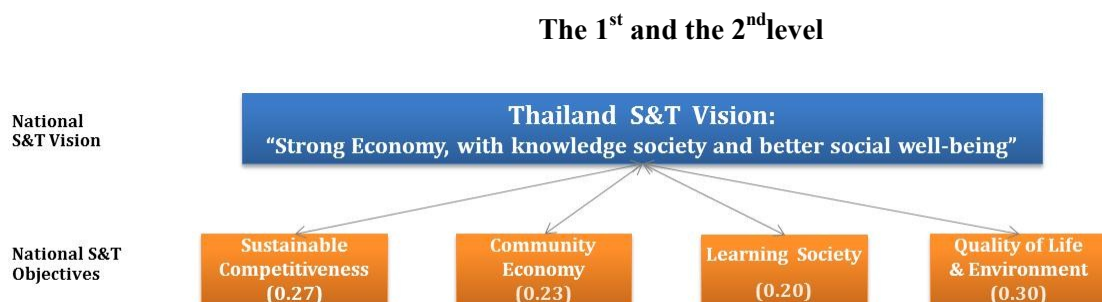 The 1st and the 2ndlevel
National
S&T Vision
Thailand S&T Vision:
“Strong Economy, with knowledge society and better social well-being”
National S&T
Objectives
Sustainable
Competitiveness
(0.27)
Community
Economy
(0.23)
Learning Society
(0.20)
Quality of Life
& Environment
(0.30)